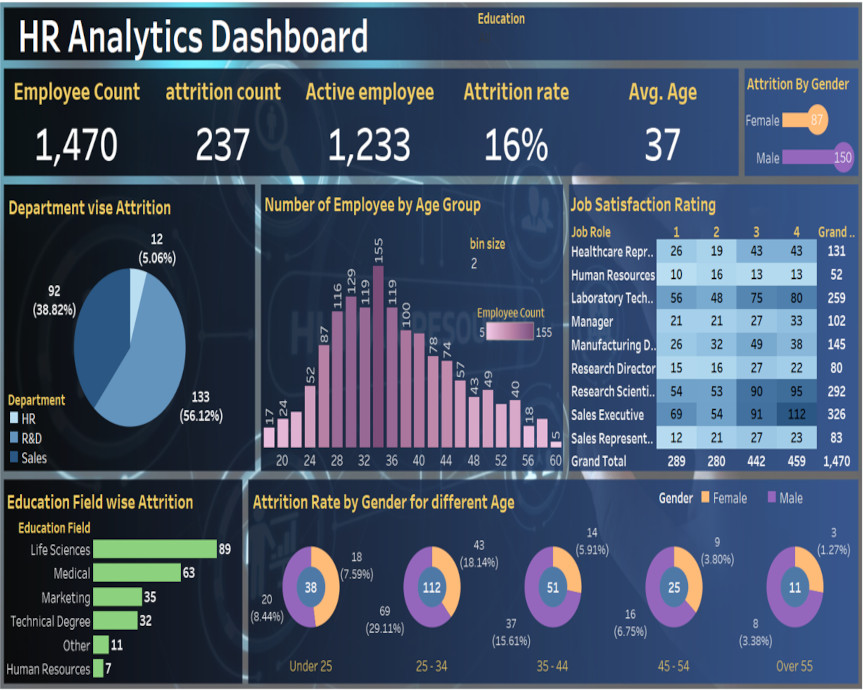 HR Analytics Dashboard
Education
Employee Count
1,470
attrition count
237
Active employee
1,233
Attrition rate
16%
Avg. Age
37
Attrition By Gender
Female 87
Male 150
Department vise Attrition
12
(5.06%)
92
(38.82%)
133
(56.12%)
Department
HR
R&D
Sales
Number of Employee by Age Group
bin size
2
Employee Count
5 155
17 24 52 87 116 129 119 155 119 100 78 74 57 43 49 40 18 5
20 24 28 32 36 40 44 48 52 56 60
Job Satisfaction Rating
Job Role 1 2 3 4 Grand ..
Healthcare Repr.. 26 19 43 43 131
Human Resources 10 16 13 13 52
Laboratory Tech.. 56 48 75 80 259
Manager 21 21 27 33 102
Manufacturing D.. 26 32 49 38 145
Research Director 15 16 27 22 80
Research Scienti.. 54 53 90 95 292
Sales Executive 69 54 91 112 326
Sales Represent.. 12 21 27 23 83
Grand Total 289 280 442 459 1,470
Education Field wise Attrition
Education Field
Life Sciences 89
Medical 63
Marketing 35
Technical Degree 32
Other 11
Human Resources 7
Attrition Rate by Gender for different Age
Gender Female Male
38
18
(7.59%)
20
(8.44%)
Under 25
112
43
(18.14%)
69
(29.11%)
25 - 34
51
14
(5.91%)
37
(15.61%)
35 - 44
25
9
(3.80%)
16
(6.75%)
45 - 54
11
3
(1.27%)
8
(3.38%)
Over 55